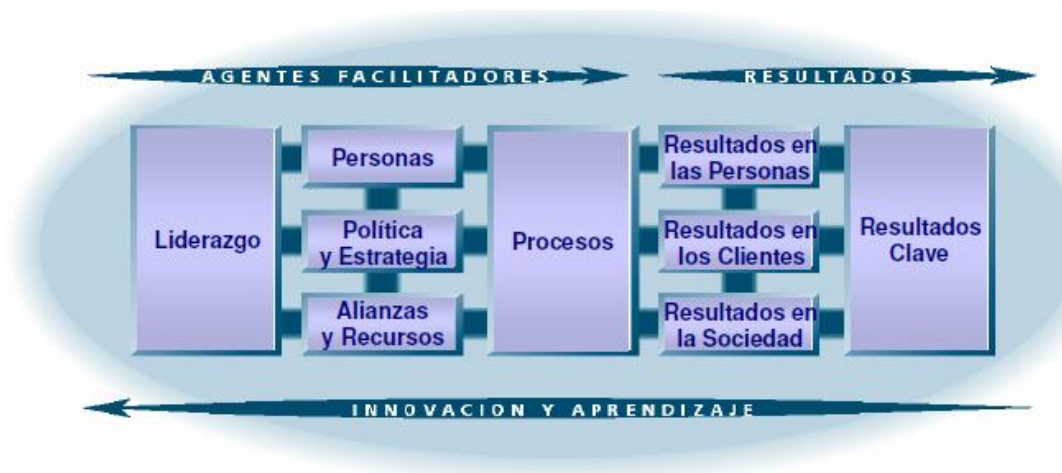 AGENTES FACILITADORES
RESULTADOS
Liderazgo
Personas
Política
y Estrategia
Alianzas
y Recursos
Procesos
Resultados en
las Personas
Resultados en
los Clientes
Resultados en
la Sociedad
Resultados
Clave
INNOVACION Y APRENDIZAJE